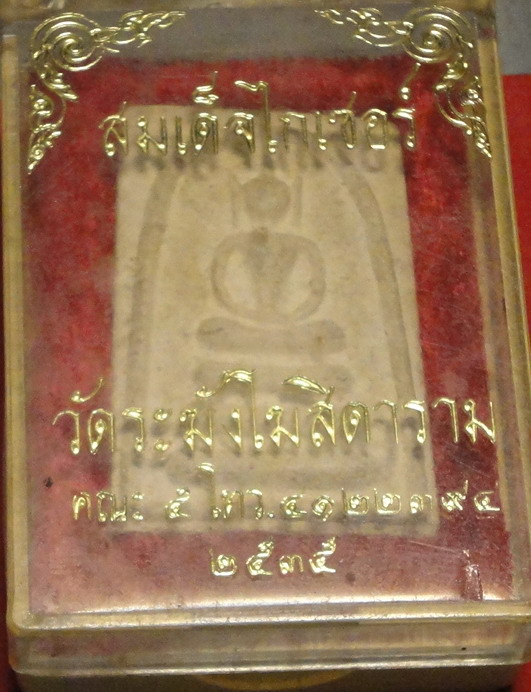 สมเด็จไกเซอร์
วัดระฆังโฆสิตาราม
คณะ ๕ โทร.๔๑๒๒๓๙๔
๒๕๓๕